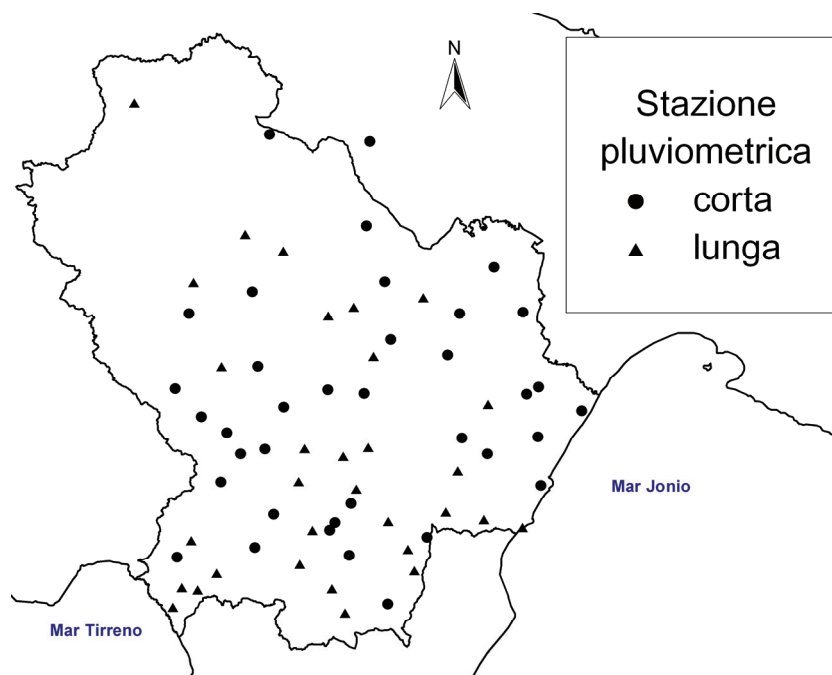 N
Stazione
pluviometrica
corta
lunga
Mar Jonio
Mar Tirreno